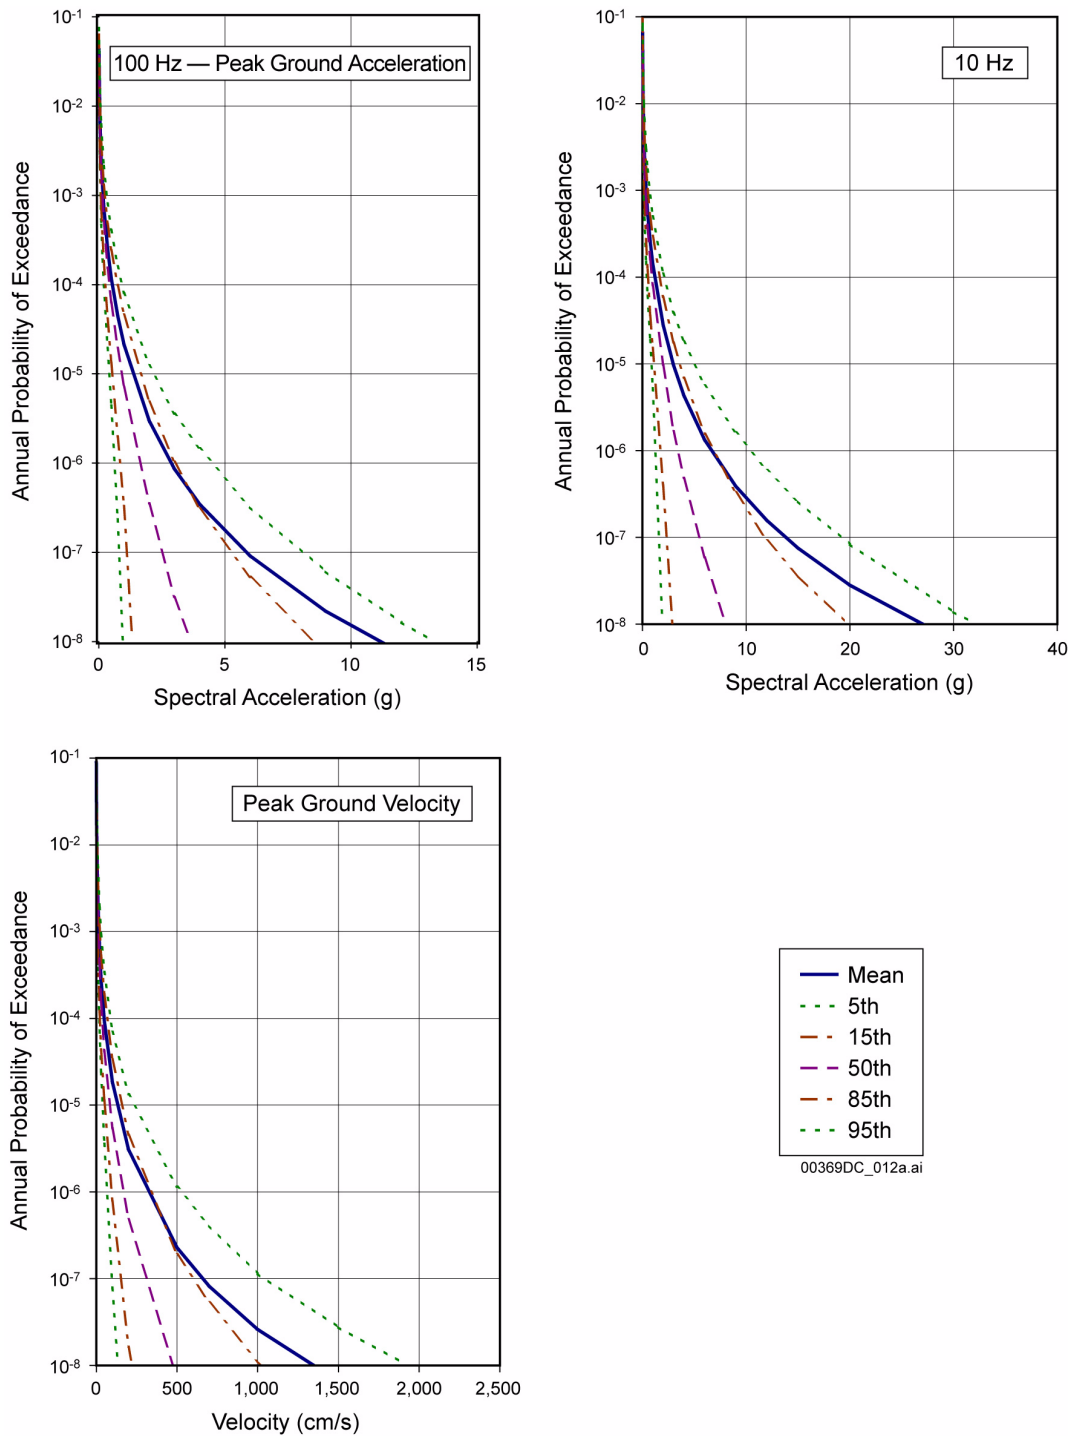 100 Hz — Peak Ground Acceleration
Annual Probability of Exceedance
10-1
10-2
10-3
10-4
10-5
10-6
10-7
10-8
0 5 10 15
Spectral Acceleration (g)
10 Hz
Annual Probability of Exceedance
10-1
10-2
10-3
10-4
10-5
10-6
10-7
10-8
0 10 20 30 40
Spectral Acceleration (g)
Peak Ground Velocity
Annual Probability of Exceedance
10-1
10-2
10-3
10-4
10-5
10-6
10-7
10-8
0 500 1,000 1,500 2,000 2,500
Velocity (cm/s)
Mean
5th
15th
50th
85th
95th
00369DC_012a.ai